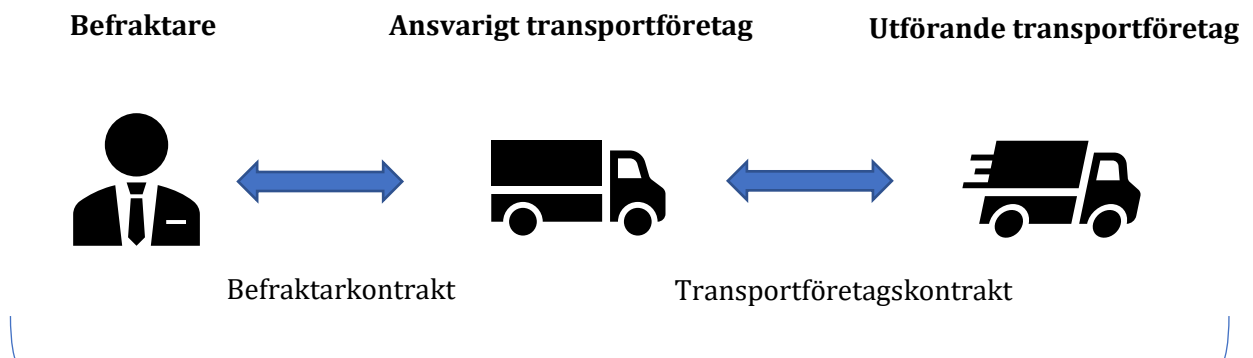 Befraktare
Ansvarigt transportföretag
Utförande transportföretag
Befraktarkontrakt
Transportföretagskontrakt